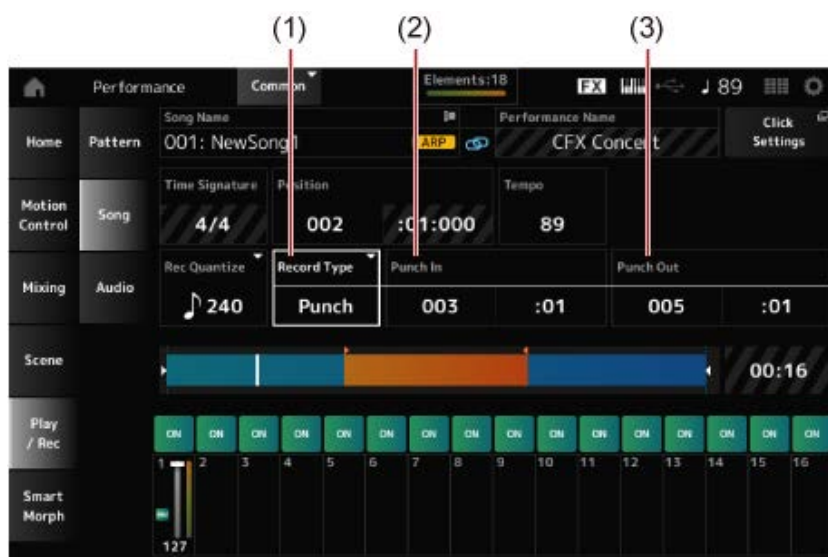 (1) (2) (3)
Performance Common Elements:18 FX ♩ 89
Home Pattern Song Name Performance Name Click Settings
001: NewSong1 ARP CFX Concert
Motion Control Song Time Signature Position Tempo
4/4 002 :01:000 89
Mixing Audio Rec Quantize Record Type Punch In Punch Out
♪ 240 Punch 003 :01 005 :01
Scene 00:16
Play / Rec ON ON ON ON ON ON ON ON ON ON ON ON ON ON ON ON
1 2 3 4 5 6 7 8 9 10 11 12 13 14 15 16
Smart Morph
127